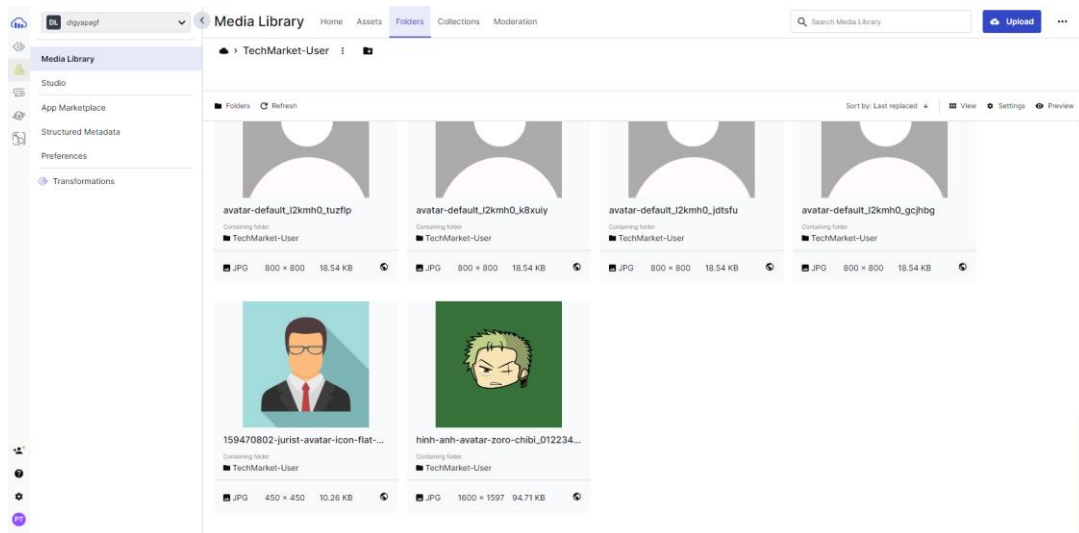 DL dlgyapagf
Media Library Home Assets Folders Collections Moderation
Search Media Library
Upload
TechMarket-User
Media Library
Studio
App Marketplace
Structured Metadata
Preferences
Transformations
PT
Folders Refresh
Sort by: Last replaced View Settings Preview
avatar-default_l2kmh0_tuzflp avatar-default_l2kmh0_k8xuiy avatar-default_l2kmh0_jdtsfu avatar-default_l2kmh0_gcjhbg
Containing folder Containing folder Containing folder Containing folder
TechMarket-User TechMarket-User TechMarket-User TechMarket-User
JPG 800 × 800 18.54 KB JPG 800 × 800 18.54 KB JPG 800 × 800 18.54 KB JPG 800 × 800 18.54 KB
159470802-jurist-avatar-icon-flat-... hinh-anh-avatar-zoro-chibi_012234...
Containing folder Containing folder
TechMarket-User TechMarket-User
JPG 450 × 450 10.26 KB JPG 1600 × 1597 94.71 KB